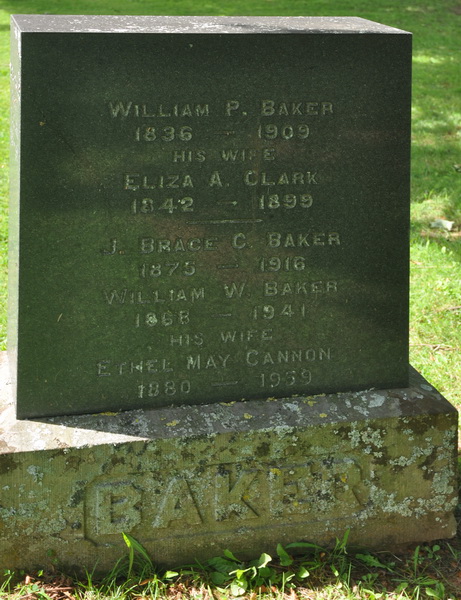 WILLIAM P. BAKER
1836 — 1909
HIS WIFE
ELIZA A. CLARK
1842 — 1899
J. BRACE C. BAKER
1875 — 1916
WILLIAM W. BAKER
1868 — 1941
HIS WIFE
ETHEL MAY CANNON
1880 — 1959
BAKER